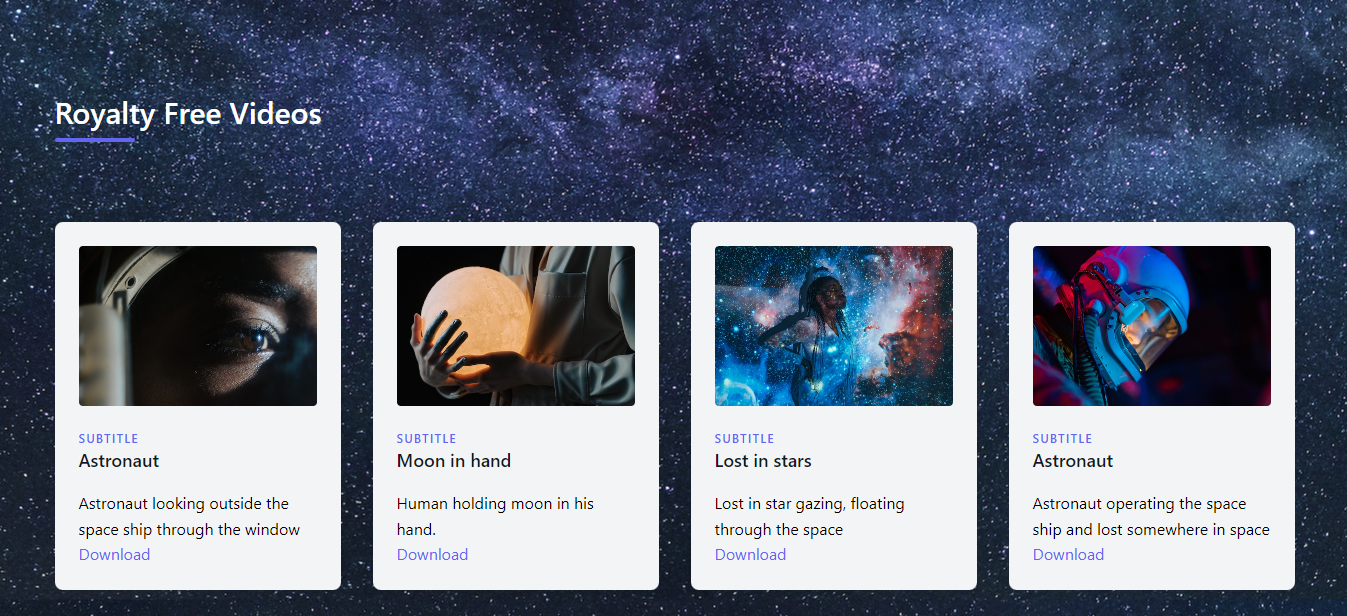 Royalty Free Videos
SUBTITLE
Astronaut
Astronaut looking outside the
space ship through the window
Download
SUBTITLE
Moon in hand
Human holding moon in his
hand.
Download
SUBTITLE
Lost in stars
Lost in star gazing, floating
through the space
Download
SUBTITLE
Astronaut
Astronaut operating the space
ship and lost somewhere in space
Download